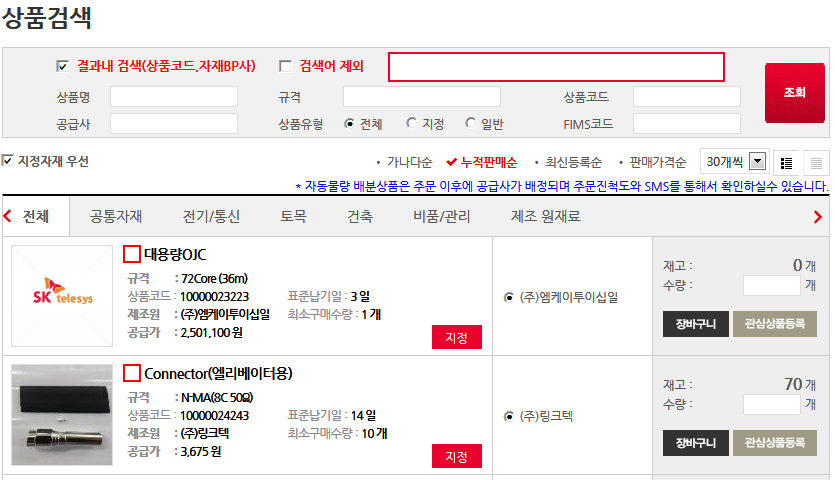 상품검색
결과내 검색(상품코드,자재BP사) 검색어 제외
상품명 규격 상품코드
조회
공급사 상품유형 전체 지정 일반 FIMS코드
지정자재 우선 · 가나다순 누적판매순 · 최신등록순 · 판매가격순 30개씩
* 자동물량 배분상품은 주문 이후에 공급사가 배정되며 주문진척도와 SMS를 통해서 확인하실수 있습니다.
전체 공통자재 전기/통신 토목 건축 비품/관리 제조 원재료
SK telesys
대용량OJC
규격 : 72Core (36m)
상품코드 : 10000023223 표준납기일 : 3 일
제조원 : (주)엠케이투이십일 최소구매수량 : 1 개
공급가 : 2,501,100 원
지정
(주)엠케이투이십일
재고 : 0 개
수량 : 개
장바구니 관심상품등록
Connector(엘리베이터용)
규격 : N-MA(8C 50Ω)
상품코드 : 10000024243 표준납기일 : 14 일
제조원 : (주)링크텍 최소구매수량 : 10 개
공급가 : 3,675 원
지정
(주)링크텍
재고 : 70 개
수량 : 개
장바구니 관심상품등록